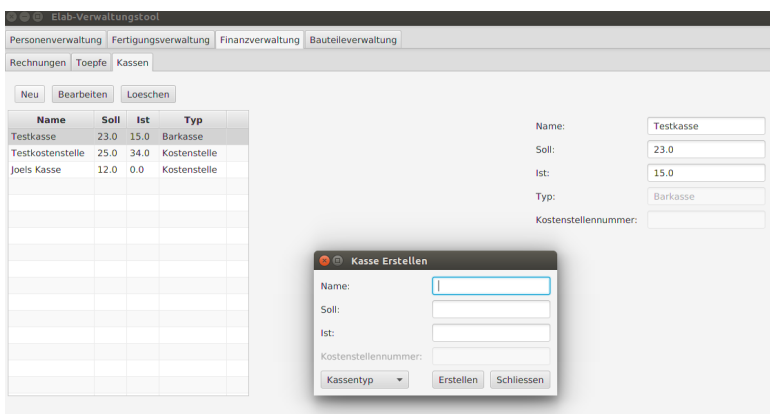 Elab-Verwaltungstool
Personenverwaltung Fertigungsverwaltung Finanzverwaltung Bauteileverwaltung
Rechnungen Toepfe Kassen
Neu Bearbeiten Loeschen
Name Soll Ist Typ
Testkasse 23.0 15.0 Barkasse
Testkostenstelle 25.0 34.0 Kostenstelle
Joels Kasse 12.0 0.0 Kostenstelle
Name: Testkasse
Soll: 23.0
Ist: 15.0
Typ: Barkasse
Kostenstellennummer:
Kasse Erstellen
Name:
Soll:
Ist:
Kostenstellennummer:
Kassentyp Erstellen Schliessen